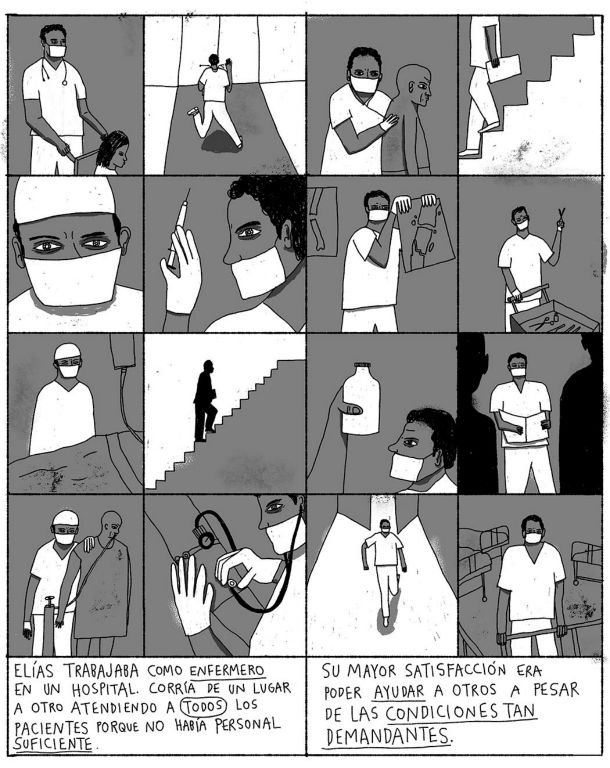 ELÍAS TRABAJABA COMO ENFERMERO
EN UN HOSPITAL. CORRÍA DE UN LUGAR
A OTRO ATENDIENDO A TODOS LOS
PACIENTES PORQUE NO HABÍA PERSONAL
SUFICIENTE.
SU MAYOR SATISFACCIÓN ERA
PODER AYUDAR A OTROS A PESAR
DE LAS CONDICIONES TAN
DEMANDANTES.